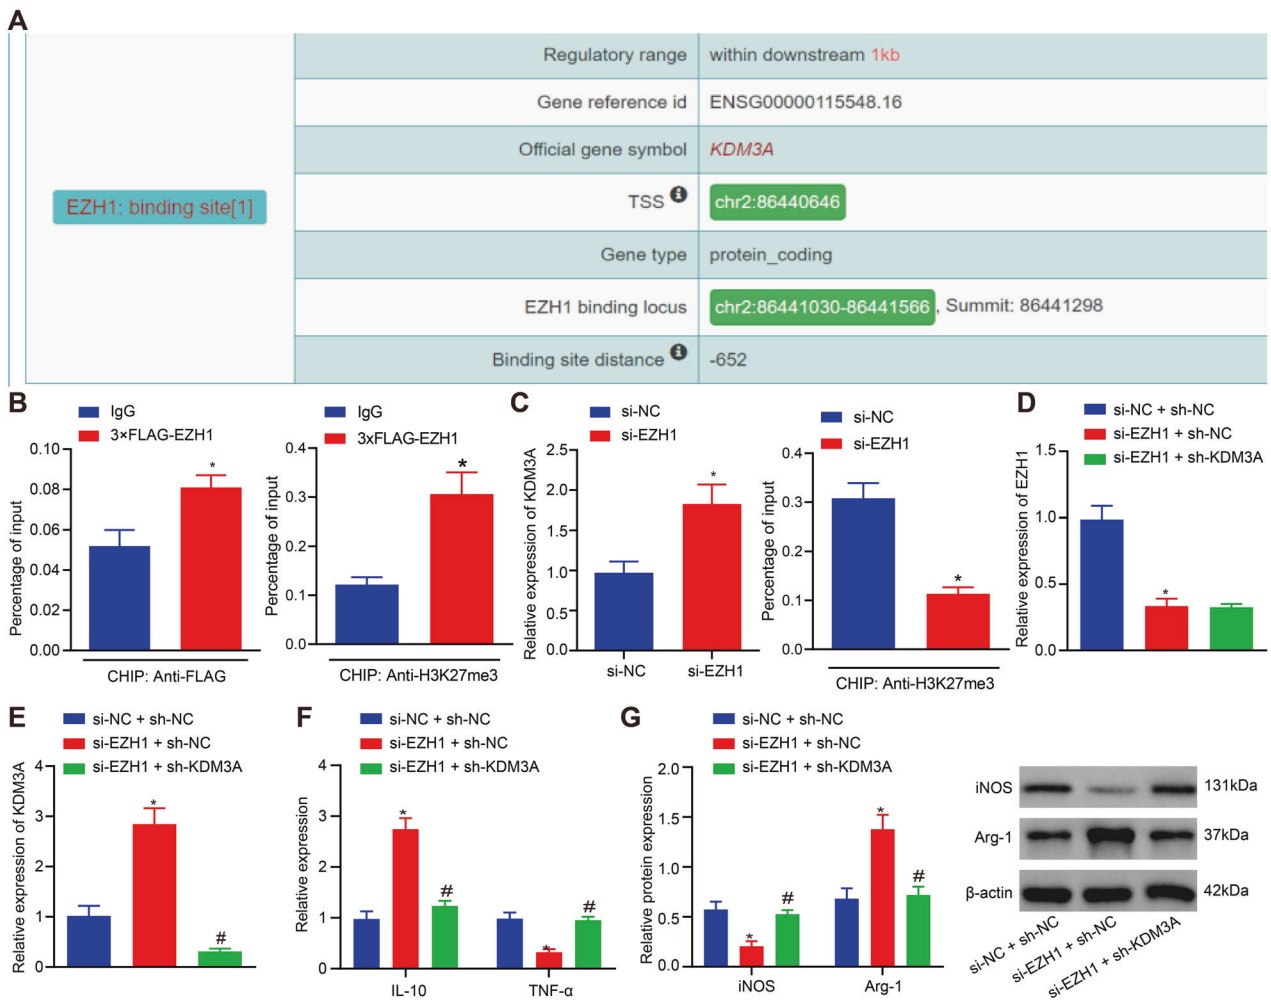 A
Regulatory range within downstream 1kb
Gene reference id ENSG00000115548.16
Official gene symbol KDM3A
EZH1: binding site[1]
TSS chr2:86440646
Gene type protein_coding
EZH1 binding locus chr2:86441030-86441566 , Summit: 86441298
Binding site distance -652
B
IgG
3×FLAG-EZH1
Percentage of input
0.10
0.08
0.06
0.04
0.02
0.00
*
CHIP: Anti-FLAG
IgG
3xFLAG-EZH1
Percentage of input
0.4
0.3
0.2
0.1
0.0
*
CHIP: Anti-H3K27me3
C
si-NC
si-EZH1
Relative expression of KDM3A
2.5
2.0
1.5
1.0
0.5
0.0
*
si-NC si-EZH1
si-NC
si-EZH1
Percentage of input
0.4
0.3
0.2
0.1
0.0
*
CHIP: Anti-H3K27me3
D
si-NC + sh-NC
si-EZH1 + sh-NC
si-EZH1 + sh-KDM3A
Relative expression of EZH1
1.5
1.0
0.5
0.0
*
E
si-NC + sh-NC
si-EZH1 + sh-NC
si-EZH1 + sh-KDM3A
Relative expression of KDM3A
4
3
2
1
0
*
#
F
si-NC + sh-NC
si-EZH1 + sh-NC
si-EZH1 + sh-KDM3A
Relative expression
4
3
2
1
0
*
#
*
#
IL-10 TNF-α
G
si-NC + sh-NC
si-EZH1 + sh-NC
si-EZH1 + sh-KDM3A
Relative protein expression
2.0
1.5
1.0
0.5
0.0
*
#
*
#
iNOS Arg-1
iNOS 131kDa
Arg-1 37kDa
β-actin 42kDa
si-NC + sh-NC
si-EZH1 + sh-NC
si-EZH1 + sh-KDM3A